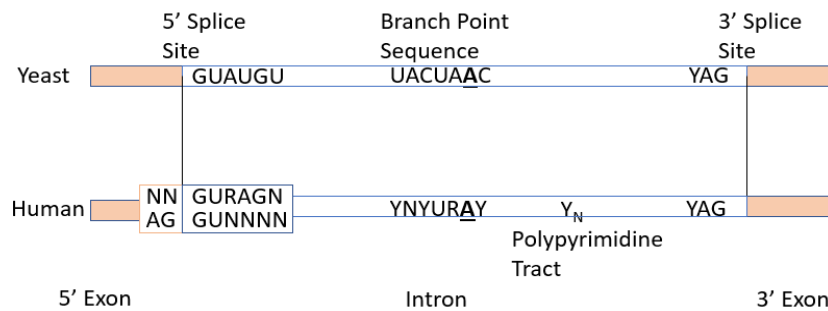 5’ Splice Site
Branch Point Sequence
3’ Splice Site
Yeast
GUAUGU
UACUAAC
YAG
Human
NN
GURAGN
AG
GUNNNN
YNYURAY
YN
YAG
Polypyrimidine Tract
5’ Exon
Intron
3’ Exon